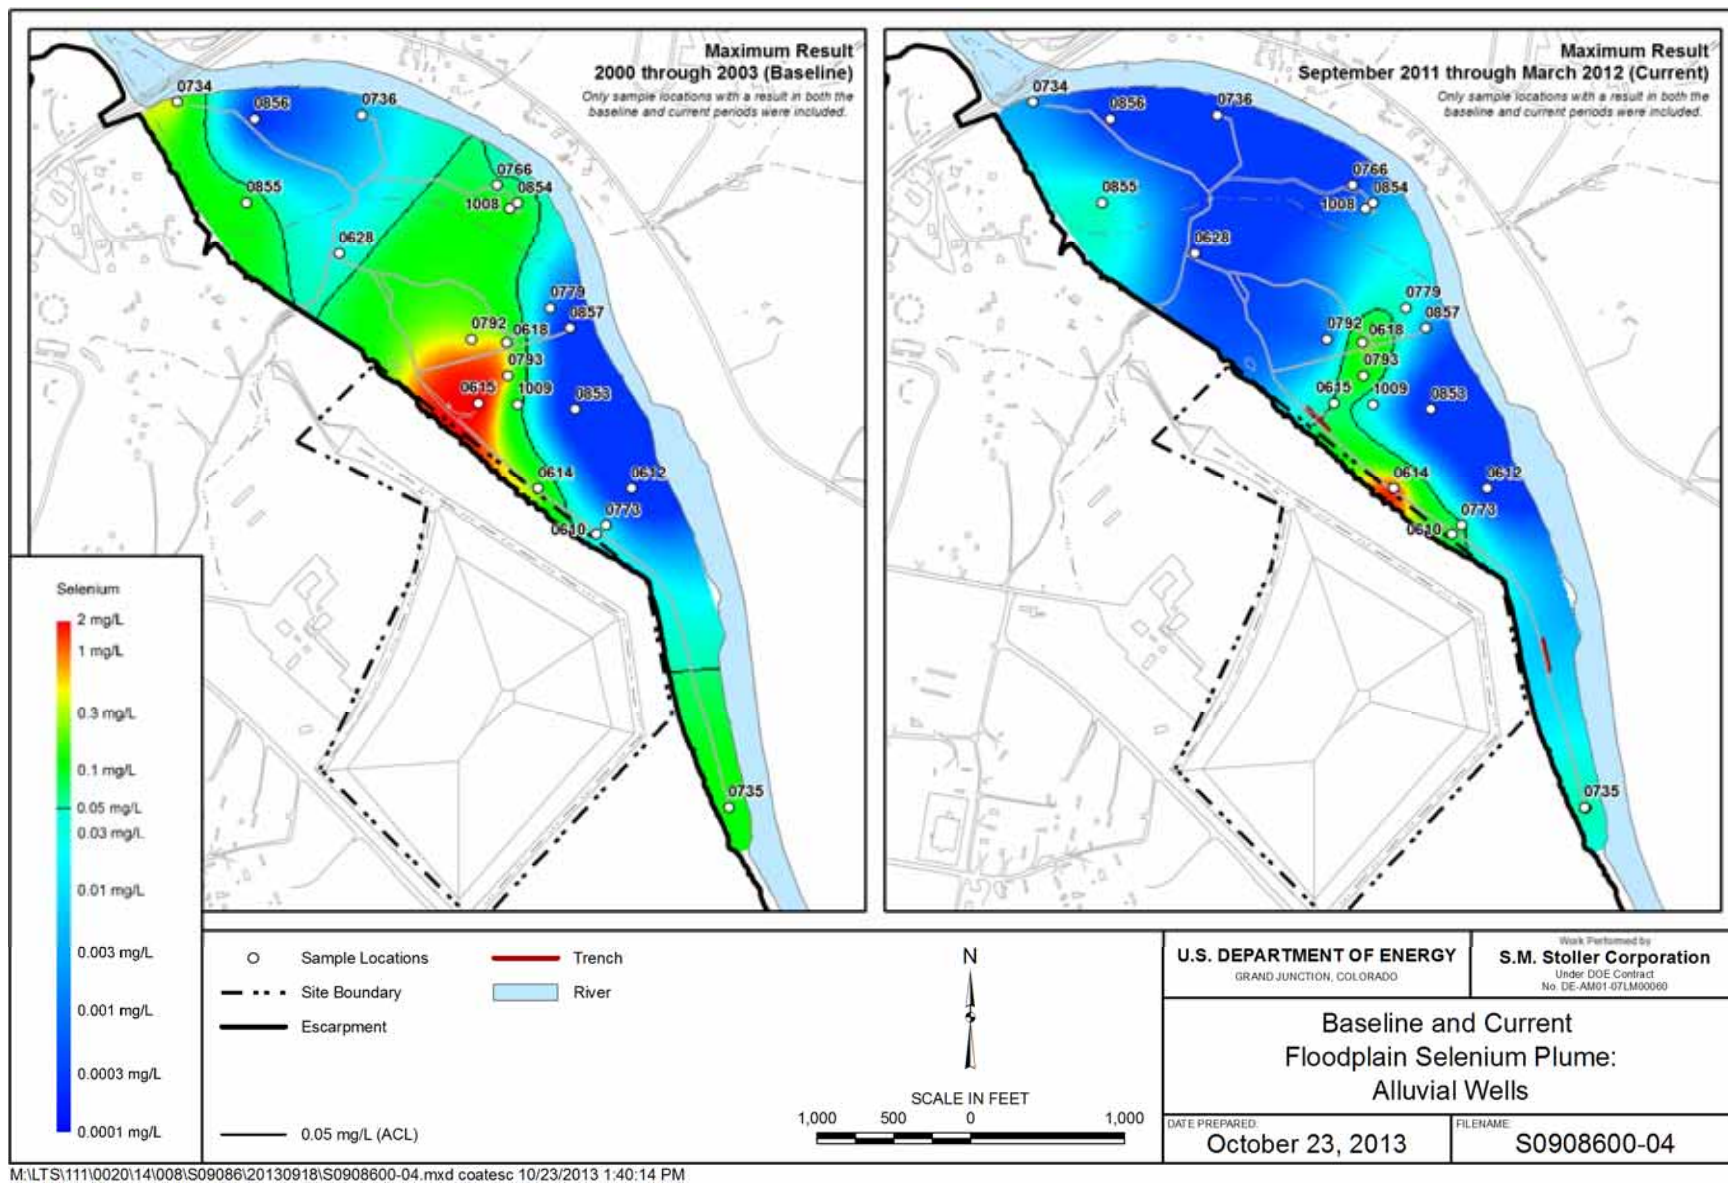 Maximum Result
2000 through 2003 (Baseline)
Only sample locations with a result in both the
baseline and current periods were included.
0734
0856
0736
0766
0854
0855
1008
0628
0779
0857
0792
0618
0793
0615
1009
0853
0614
0612
0773
0610
0735
Maximum Result
September 2011 through March 2012 (Current)
Only sample locations with a result in both the
baseline and current periods were included.
0734
0856
0736
0766
0854
0855
1008
0628
0779
0857
0792
0618
0793
0615
1009
0853
0614
0612
0773
0610
0735
Selenium
2 mg/L
1 mg/L
0.3 mg/L
0.1 mg/L
0.05 mg/L
0.03 mg/L
0.01 mg/L
0.003 mg/L
0.001 mg/L
0.0003 mg/L
0.0001 mg/L
Sample Locations
Site Boundary
Escarpment
0.05 mg/L (ACL)
Trench
River
N
SCALE IN FEET
1,000 500 0 1,000
U.S. DEPARTMENT OF ENERGY
GRAND JUNCTION, COLORADO
Work Performed by
S.M. Stoller Corporation
Under DOE Contract
No. DE-AM01-07LM00060
Baseline and Current
Floodplain Selenium Plume:
Alluvial Wells
DATE PREPARED:
October 23, 2013
FILENAME:
S0908600-04
M:\LTS\111\0020\14\008\S09086\20130918\S0908600-04.mxd coatesc 10/23/2013 1:40:14 PM